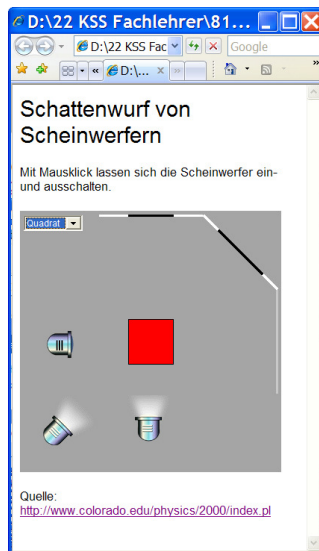 D:\22 KSS Fachlehrer\81...
D:\22 KSS Fac
Google
D:\...
Schattenwurf von
Scheinwerfern
Mit Mausklick lassen sich die Scheinwerfer ein-
und ausschalten.
Quadrat
Quelle:
http://www.colorado.edu/physics/2000/index.pl